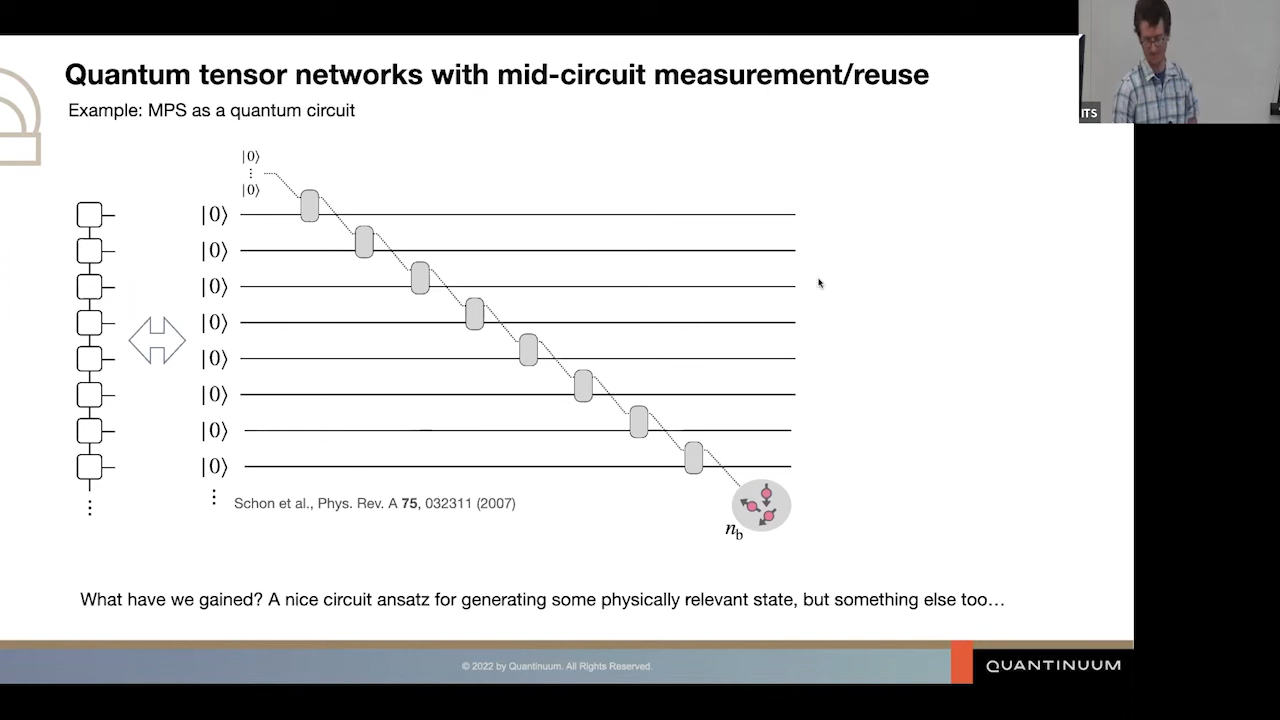 Quantum tensor networks with mid-circuit measurement/reuse
Example: MPS as a quantum circuit
ITS
|0⟩
⋮
|0⟩
|0⟩
|0⟩
|0⟩
|0⟩
|0⟩
|0⟩
|0⟩
|0⟩
⋮
⋮
Schon et al., Phys. Rev. A 75, 032311 (2007)
n_b
What have we gained? A nice circuit ansatz for generating some physically relevant state, but something else too…
© 2022 by Quantinuum. All Rights Reserved.
QUANTINUUM